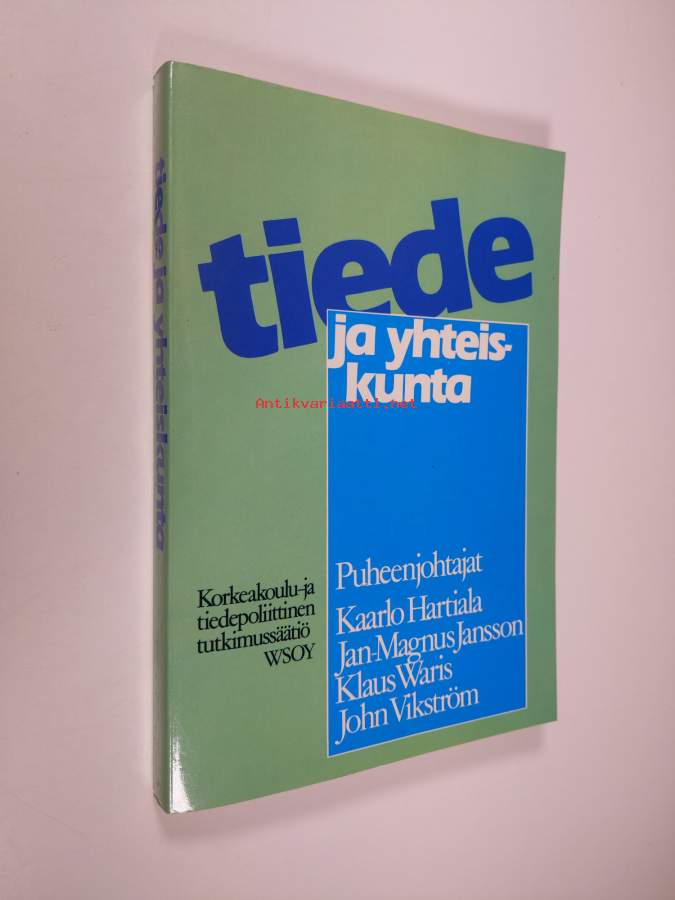 tiede ja yhteiskunta
tiede
ja yhteis-
kunta
Antikvariaatti.net
Puheenjohtajat
Kaarlo Hartiala
Jan-Magnus Jansson
Klaus Waris
John Vikström
Korkeakoulu-ja
tiedepoliittinen
tutkimussäätiö
WSOY